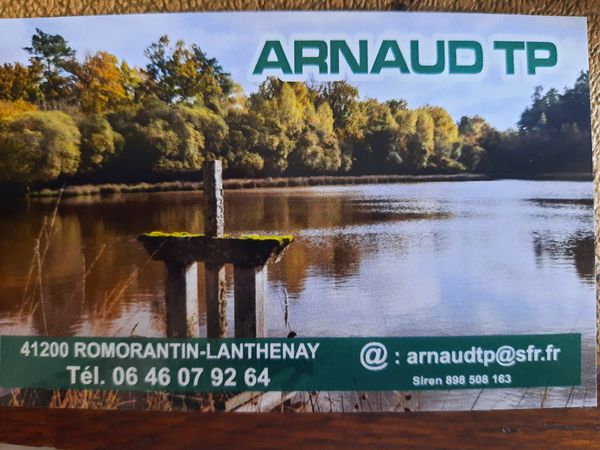 ARNAUD TP
41200 ROMORANTIN-LANTHENAY
Tél. 06 46 07 92 64
@ : arnaudtp@sfr.fr
Siren 898 508 163